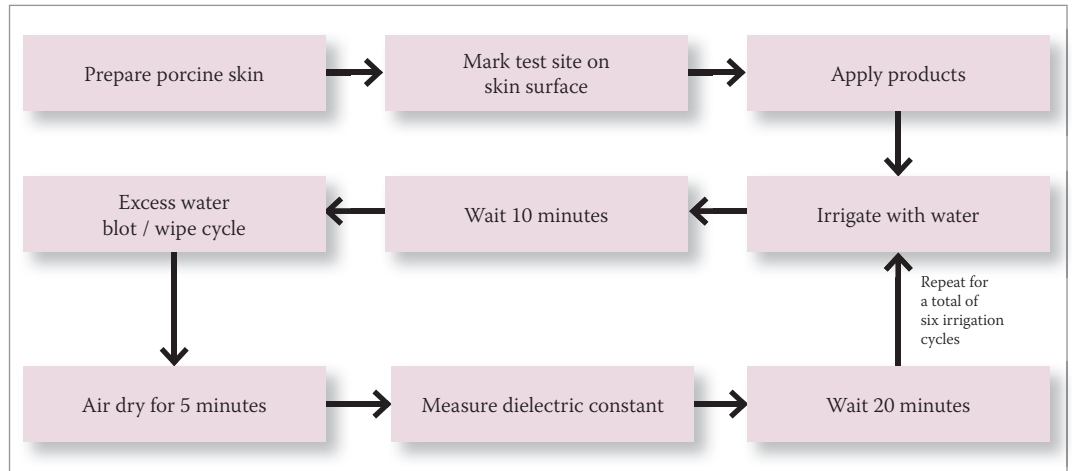 Prepare porcine skin
Mark test site on
skin surface
Apply products
Irrigate with water
Wait 10 minutes
Excess water
blot / wipe cycle
Air dry for 5 minutes
Measure dielectric constant
Wait 20 minutes
Repeat for
a total of
six irrigation
cycles